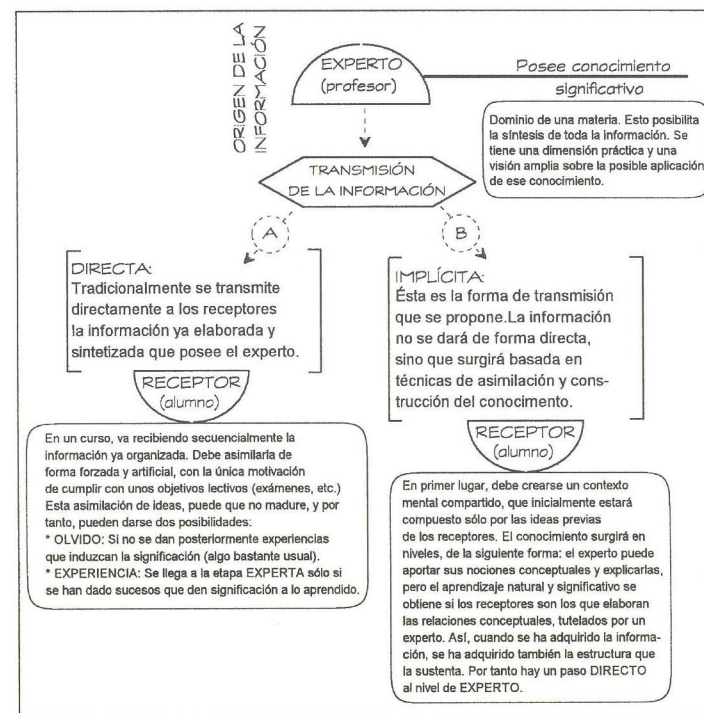 ORIGEN DE LA
INFORMACIÓN
EXPERTO
(profesor)
Posee conocimiento
significativo
Dominio de una materia. Esto posibilita
la síntesis de toda la información. Se
tiene una dimensión práctica y una
visión amplia sobre la posible aplicación
de ese conocimiento.
TRANSMISIÓN
DE LA INFORMACIÓN
A
B
DIRECTA:
Tradicionalmente se transmite
directamente a los receptores
la información ya elaborada y
sintetizada que posee el experto.
RECEPTOR
(alumno)
En un curso, va recibiendo secuencialmente la
información ya organizada. Debe asimilarla de
forma forzada y artificial, con la única motivación
de cumplir con unos objetivos lectivos (exámenes, etc.)
Esta asimilación de ideas, puede que no madure, y por
tanto, pueden darse dos posibilidades:
* OLVIDO: Si no se dan posteriormente experiencias
que induzcan la significación (algo bastante usual).
* EXPERIENCIA: Se llega a la etapa EXPERTA sólo si
se han dado sucesos que den significación a lo aprendido.
IMPLÍCITA:
Ésta es la forma de transmisión
que se propone.La información
no se dará de forma directa,
sino que surgirá basada en
técnicas de asimilación y cons-
trucción del conocimento.
RECEPTOR
(alumno)
En primer lugar, debe crearse un contexto
mental compartido, que inicialmente estará
compuesto sólo por las ideas previas
de los receptores. El conocimiento surgirá en
niveles, de la siguiente forma: el experto puede
aportar sus nociones conceptuales y explicarlas,
pero el aprendizaje natural y significativo se
obtiene si los receptores son los que elaboran
las relaciones conceptuales, tutelados por un
experto. Así, cuando se ha adquirido la informa-
ción, se ha adquirido también la estructura que
la sustenta. Por tanto hay un paso DIRECTO
al nivel de EXPERTO.